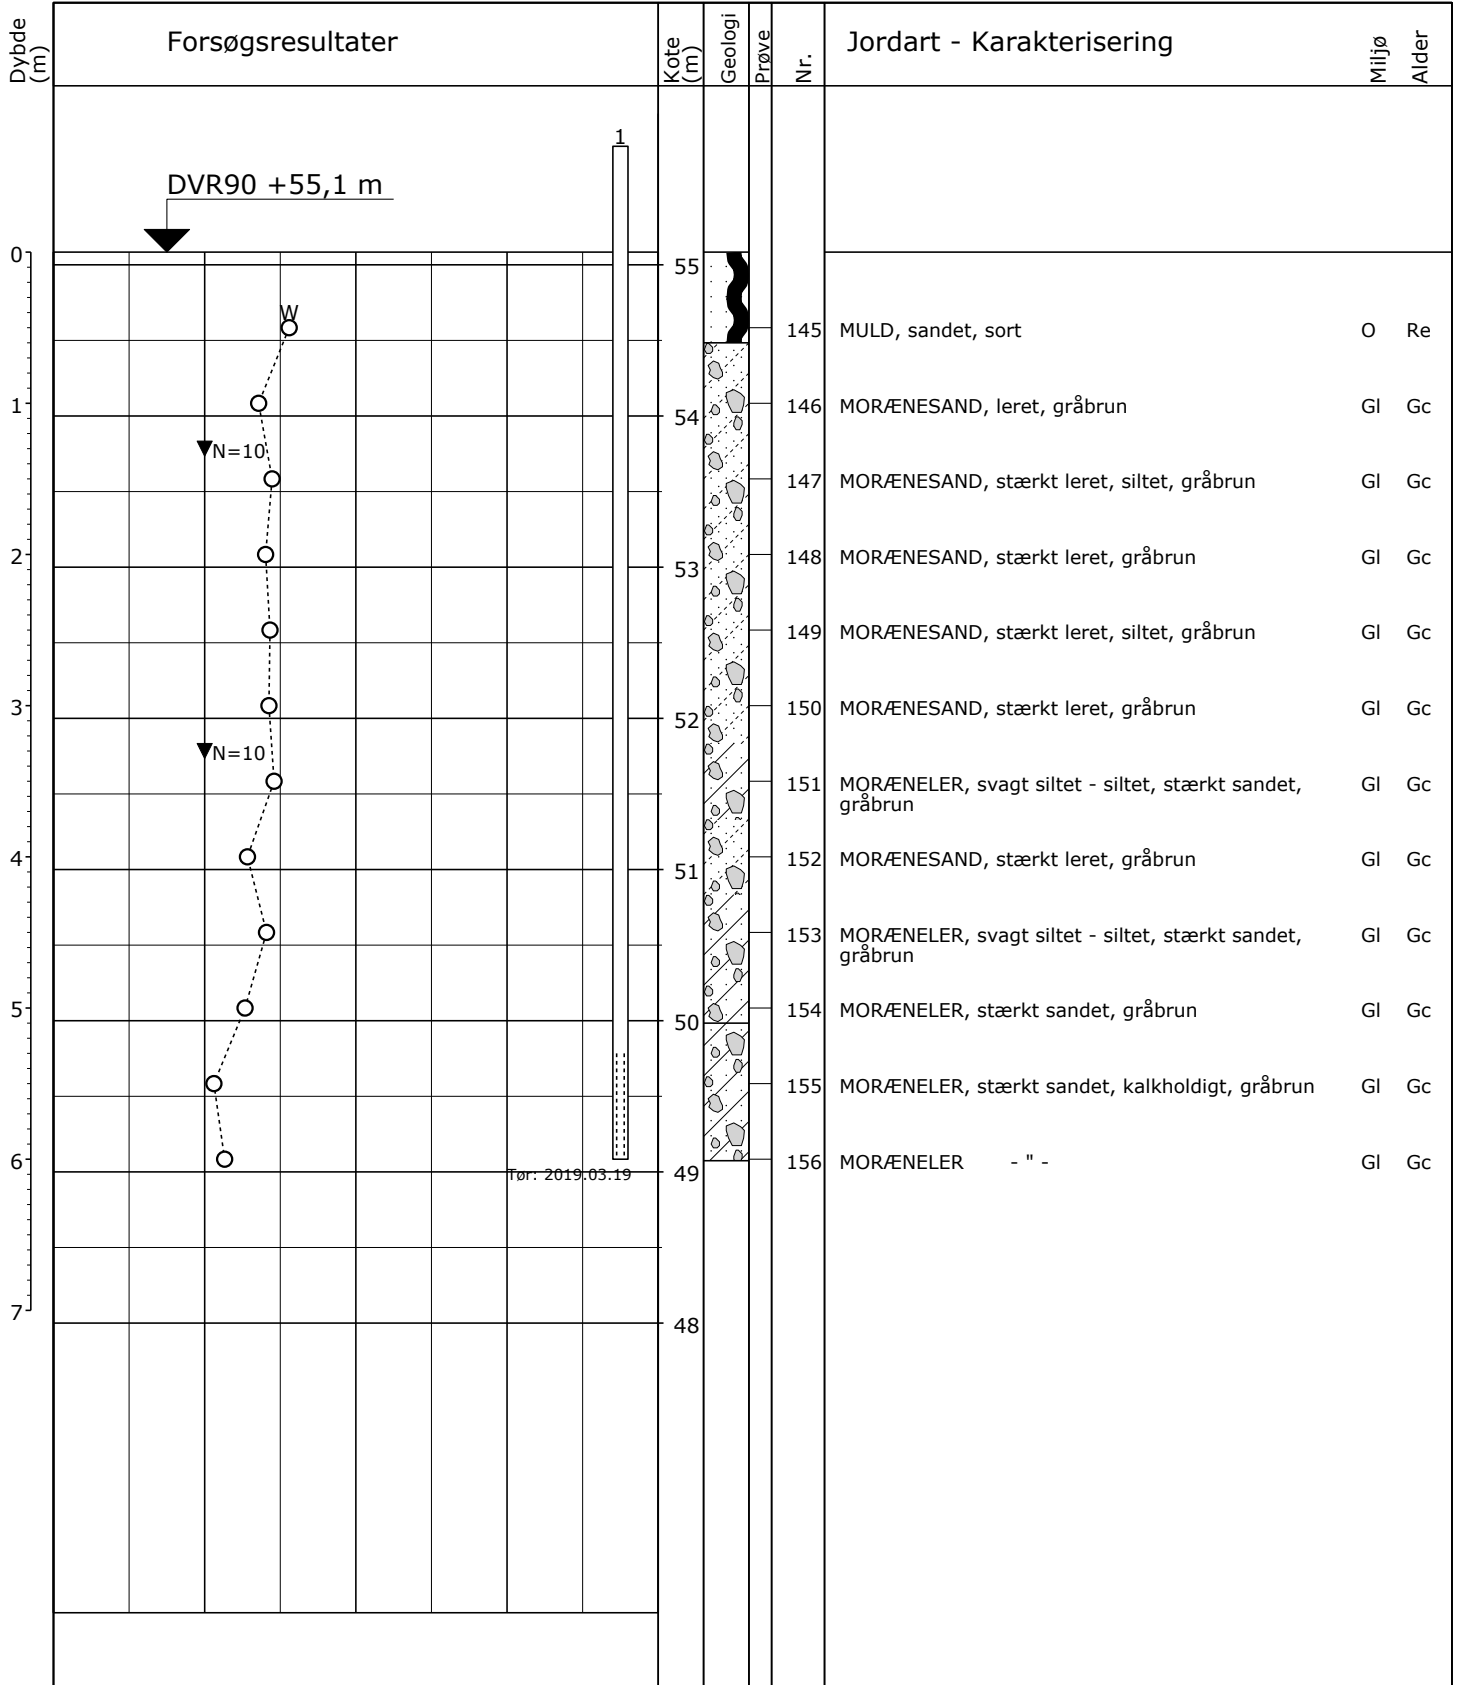 Dybde (m)
Forsøgsresultater
Kote (m)
Geologi
Prøve
Nr.
Jordart - Karakterisering
Miljø
Alder
1
DVR90 +55,1 m
0
55
W
145 MULD, sandet, sort O Re
1
54
146 MORÆNESAND, leret, gråbrun Gl Gc
N=10
147 MORÆNESAND, stærkt leret, siltet, gråbrun Gl Gc
2
53
148 MORÆNESAND, stærkt leret, gråbrun Gl Gc
149 MORÆNESAND, stærkt leret, siltet, gråbrun Gl Gc
3
52
150 MORÆNESAND, stærkt leret, gråbrun Gl Gc
N=10
151 MORÆNELER, svagt siltet - siltet, stærkt sandet, Gl Gc
gråbrun
4
51
152 MORÆNESAND, stærkt leret, gråbrun Gl Gc
153 MORÆNELER, svagt siltet - siltet, stærkt sandet, Gl Gc
gråbrun
5
50
154 MORÆNELER, stærkt sandet, gråbrun Gl Gc
155 MORÆNELER, stærkt sandet, kalkholdigt, gråbrun Gl Gc
6
49
156 MORÆNELER - " - Gl Gc
Tør: 2019.03.19
7
48